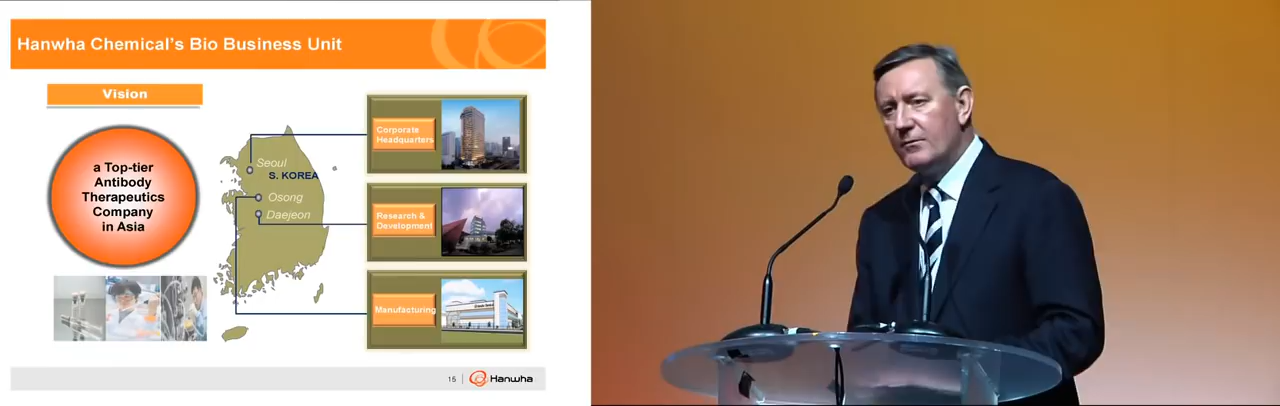 Hanwha Chemical's Bio Business Unit
Vision
a Top-tier
Antibody
Therapeutics
Company
in Asia
Seoul
S. KOREA
Osong
Daejeon
Corporate
Headquarters
Research &
Development
Manufacturing
16 | Hanwha